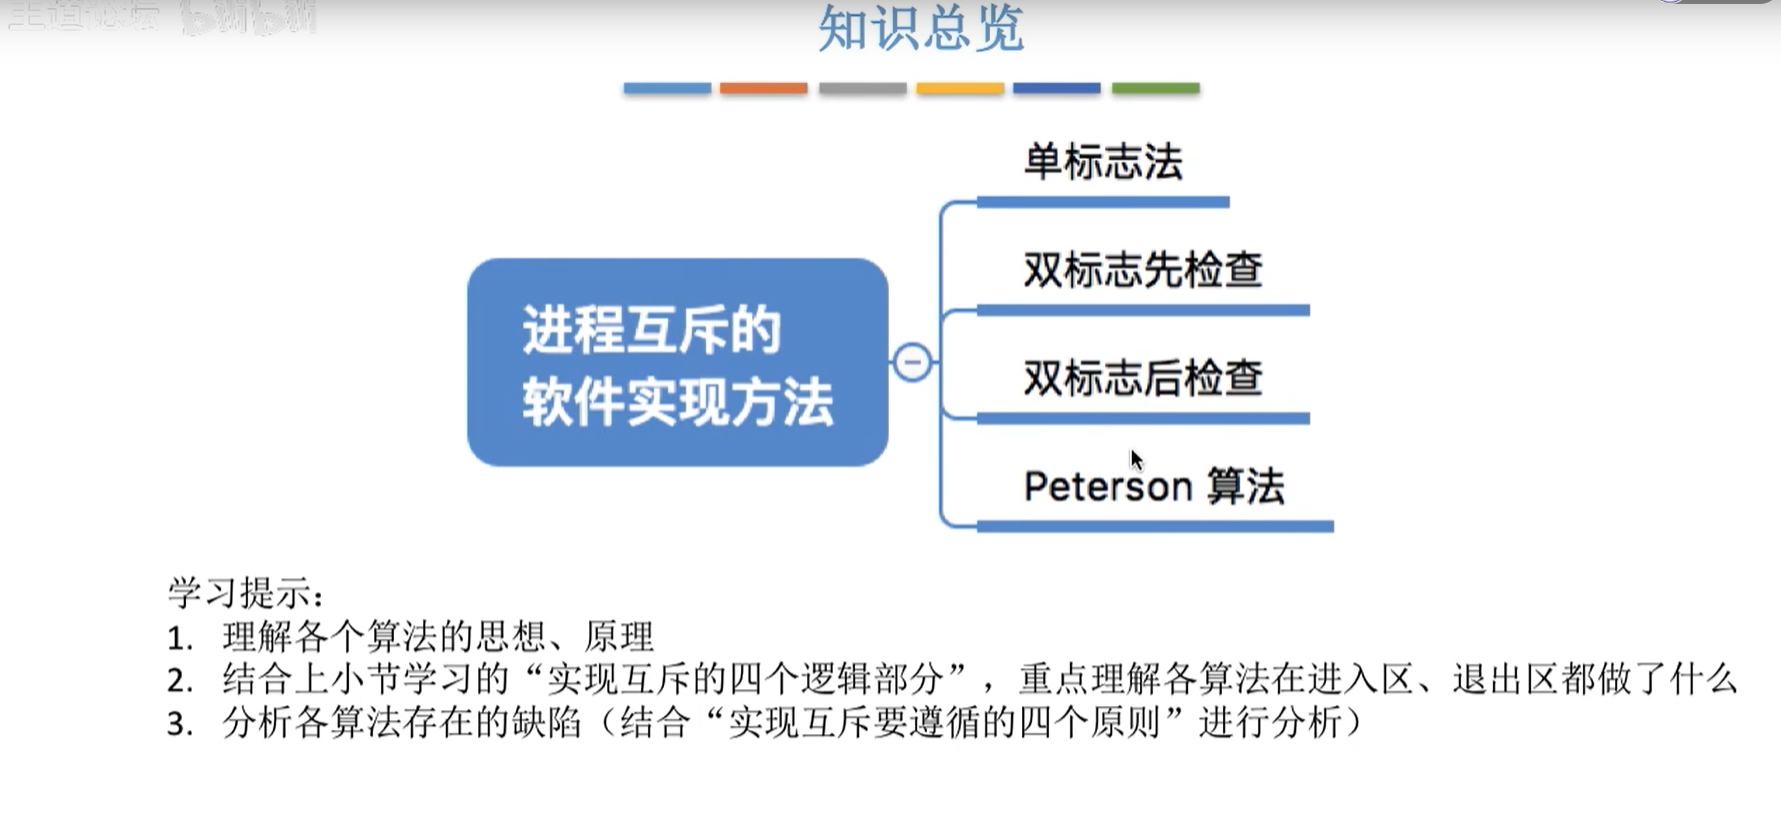 王道论坛 bilibili
知识总览
单标志法
双标志先检查
进程互斥的
软件实现方法
双标志后检查
Peterson 算法
学习提示：
1. 理解各个算法的思想、原理
2. 结合上小节学习的“实现互斥的四个逻辑部分”，重点理解各算法在进入区、退出区都做了什么
3. 分析各算法存在的缺陷（结合“实现互斥要遵循的四个原则”进行分析）